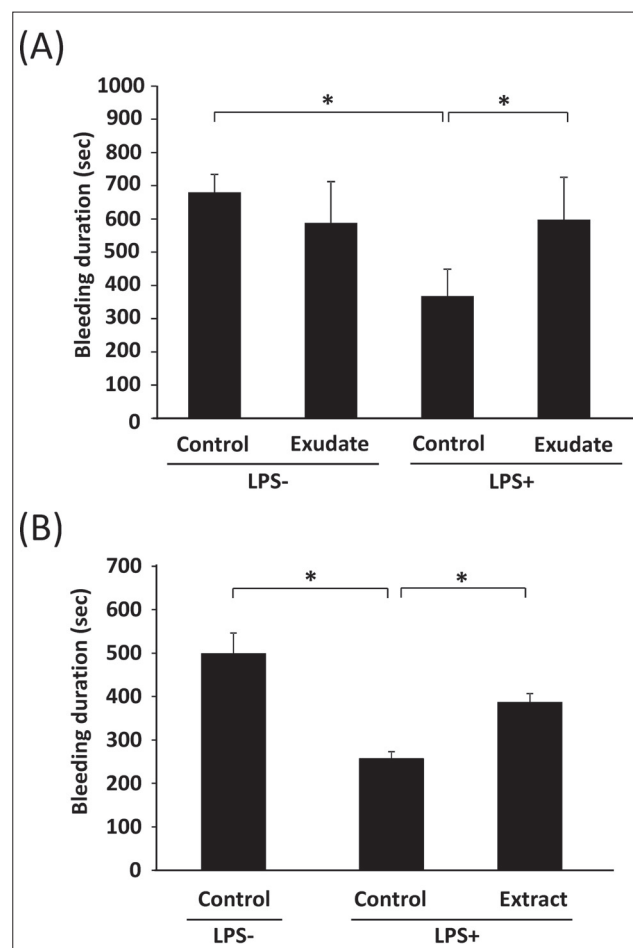 (A)
Bleeding duration (sec)
1000
900
800
700
600
500
400
300
200
100
0
* *
Control Exudate Control Exudate
LPS- LPS+
(B)
Bleeding duration (sec)
700
600
500
400
300
200
100
0
* *
Control Control Extract
LPS- LPS+